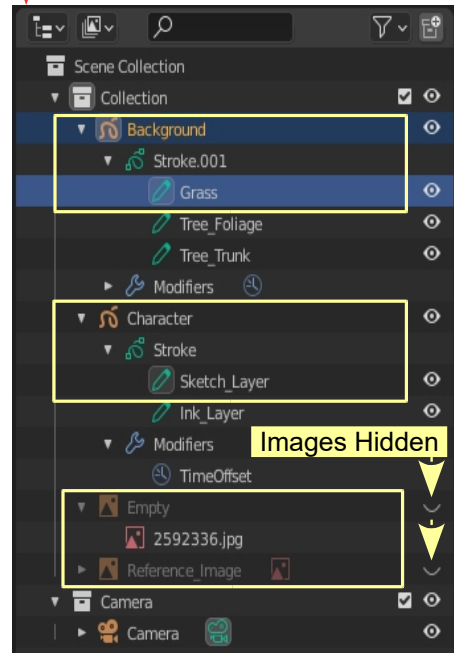 Scene Collection
Collection
Background
Stroke.001
Grass
Tree_Foliage
Tree_Trunk
Modifiers
Character
Stroke
Sketch_Layer
Ink_Layer
Modifiers
Images Hidden
TimeOffset
Empty
2592336.jpg
Reference_Image
Camera
Camera